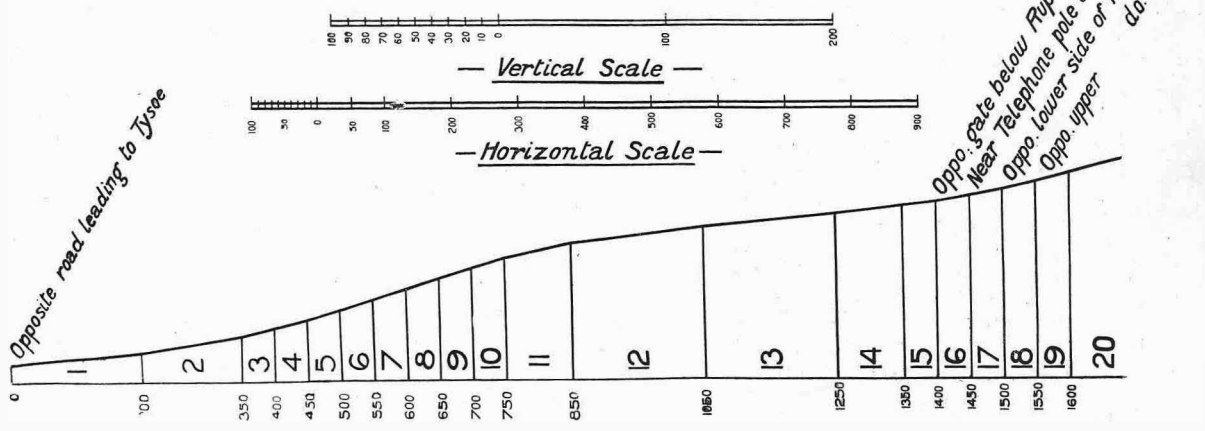 100 90 80 70 60 50 40 30 20 10 0 100 200
— Vertical Scale —
100 50 0 50 100 200 300 400 500 600 700 800 900
— Horizontal Scale —
Opposite road leading to Tysoe
Oppo: gate below Rup
Near Telephone pole
Oppo. lower side of
Oppo. upper do.
1 2 3 4 5 6 7 8 9 10 11 12 13 14 15 16 17 18 19 20
0 200 350 400 450 500 550 600 650 700 750 850 1050 1250 1350 1400 1450 1500 1550 1600